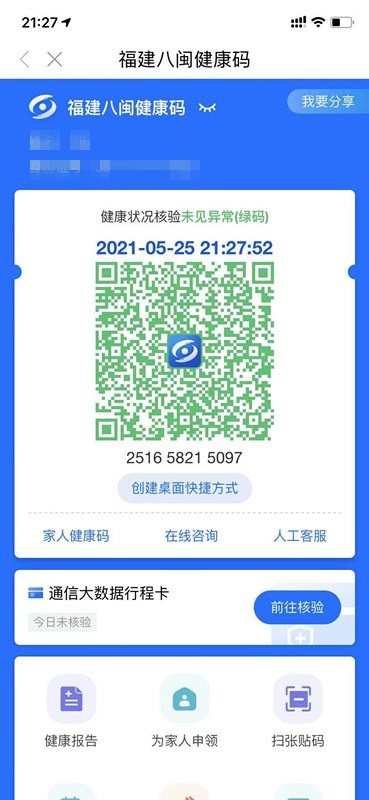 21:27
福建八闽健康码
福建八闽健康码
我要分享
健康状况核验未见异常(绿码)
2021-05-25 21:27:52
2516 5821 5097
创建桌面快捷方式
家人健康码
在线咨询
人工客服
通信大数据行程卡
今日未核验
前往核验
健康报告
为家人申领
扫张贴码